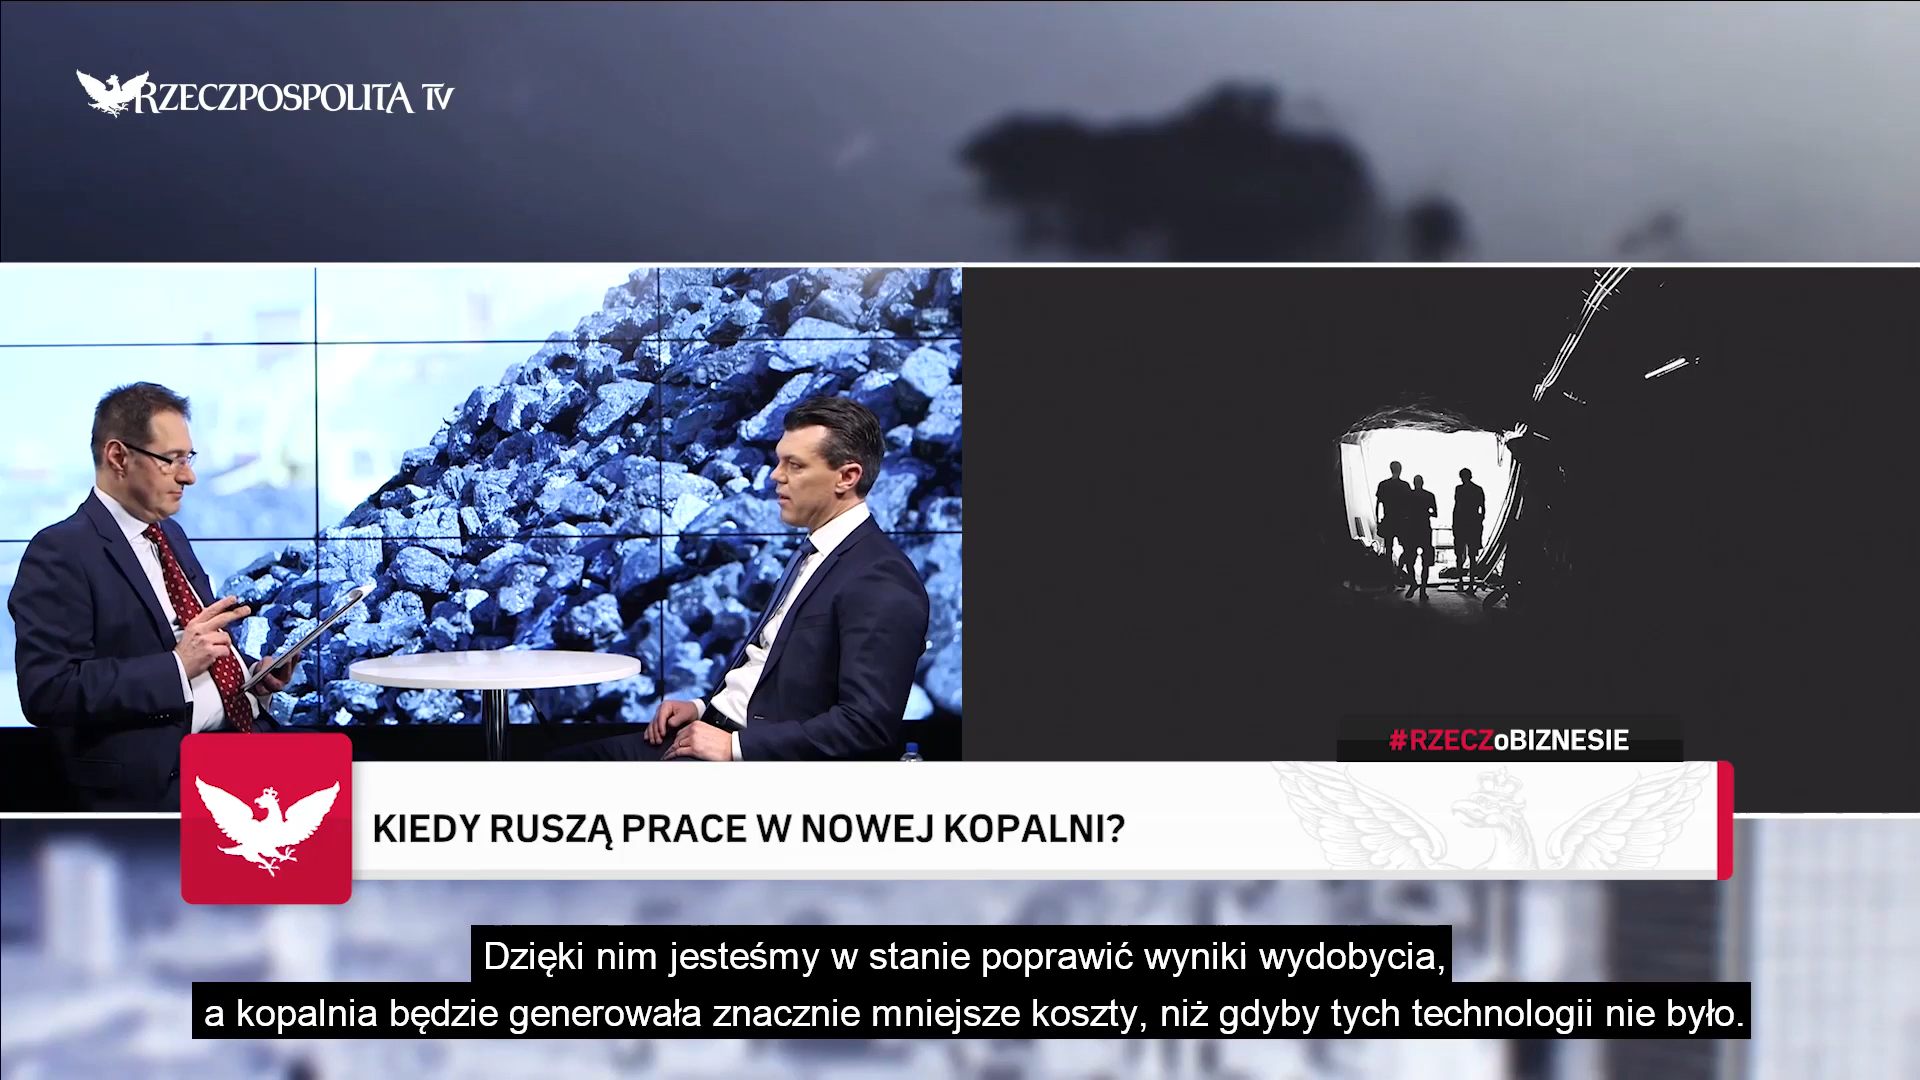 RZECZPOSPOLITA TV
#RZECZoBIZNESIE
KIEDY RUSZĄ PRACE W NOWEJ KOPALNI?
Dzięki nim jesteśmy w stanie poprawić wyniki wydobycia,
a kopalnia będzie generowała znacznie mniejsze koszty, niż gdyby tych technologii nie było.